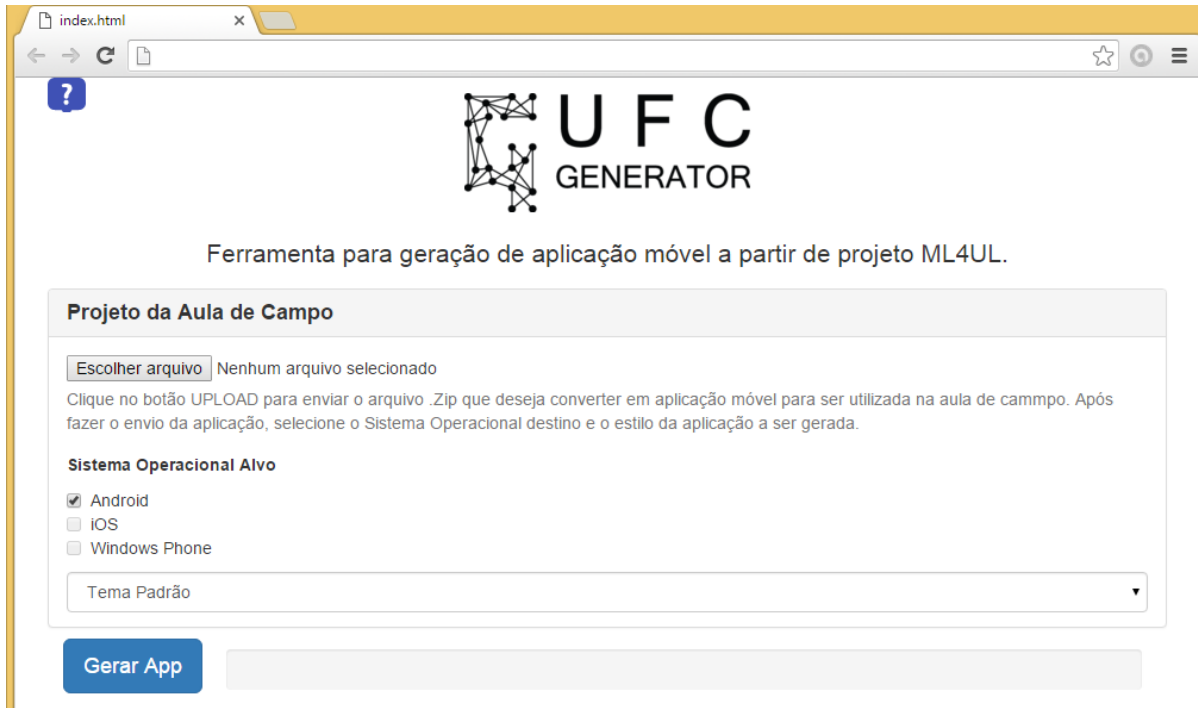 index.html
?
UFC
GENERATOR
Ferramenta para geração de aplicação móvel a partir de projeto ML4UL.
Projeto da Aula de Campo
Escolher arquivo Nenhum arquivo selecionado
Clique no botão UPLOAD para enviar o arquivo .Zip que deseja converter em aplicação móvel para ser utilizada na aula de cammpo. Após
fazer o envio da aplicação, selecione o Sistema Operacional destino e o estilo da aplicação a ser gerada.
Sistema Operacional Alvo
Android
iOS
Windows Phone
Tema Padrão
Gerar App